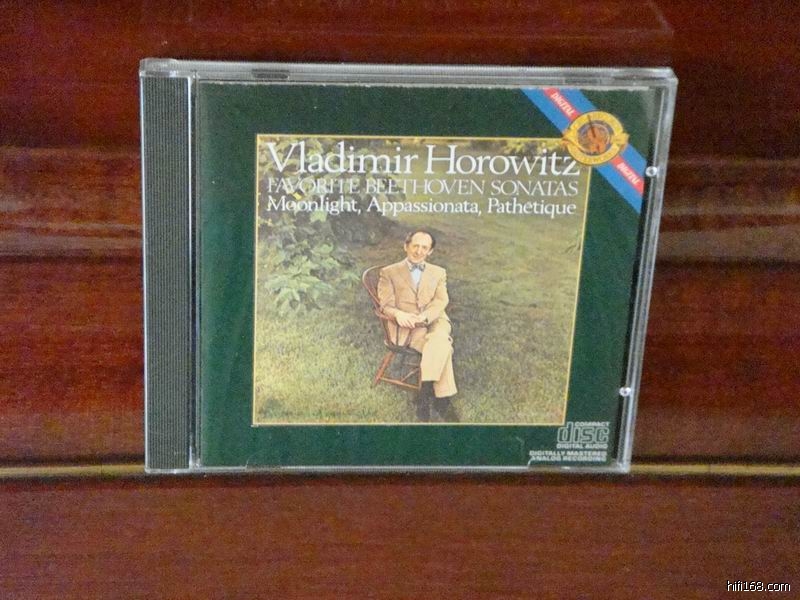 DIGITAL
Vladimir Horowitz
FAVORITE BEETHOVEN SONATAS
Moonlight, Appassionata, Pathétique
DIGITAL
COMPACT
disc
DIGITAL AUDIO
DIGITALLY MASTERED
ANALOG RECORDING
hifi168.com